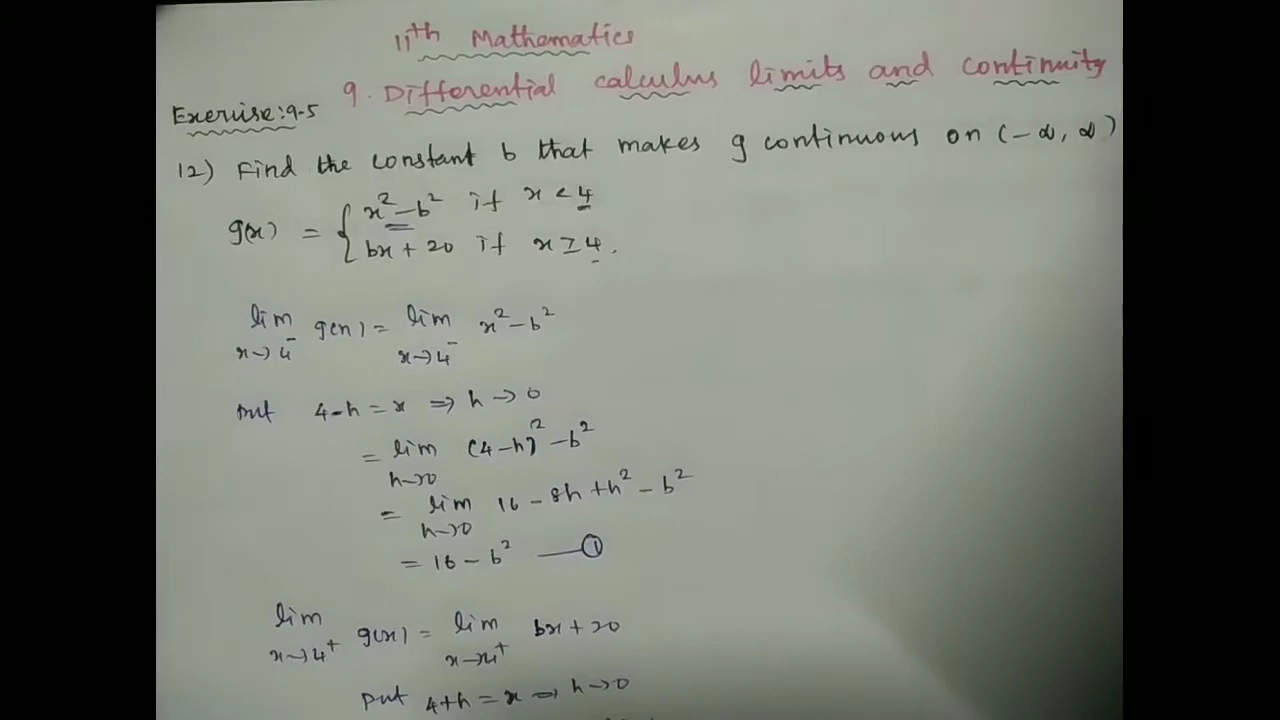 11th Mathematics
9. Differential calculus limits and continuity
Exerise: 9.5
12) Find the constant b that makes g continuous on (-∞, ∞)
g(x) = { x² - b² if x < 4
bx + 20 if x ≥ 4.
lim x→4⁻ g(x) = lim x→4⁻ x² - b²
put 4-h = x ⇒ h→0
= lim h→0 (4-h)² - b²
= lim h→0 16 - 8h + h² - b²
= 16 - b² —— ①
lim x→4⁺ g(x) = lim x→4⁺ bx + 20
put 4+h = x ⇒ h→0